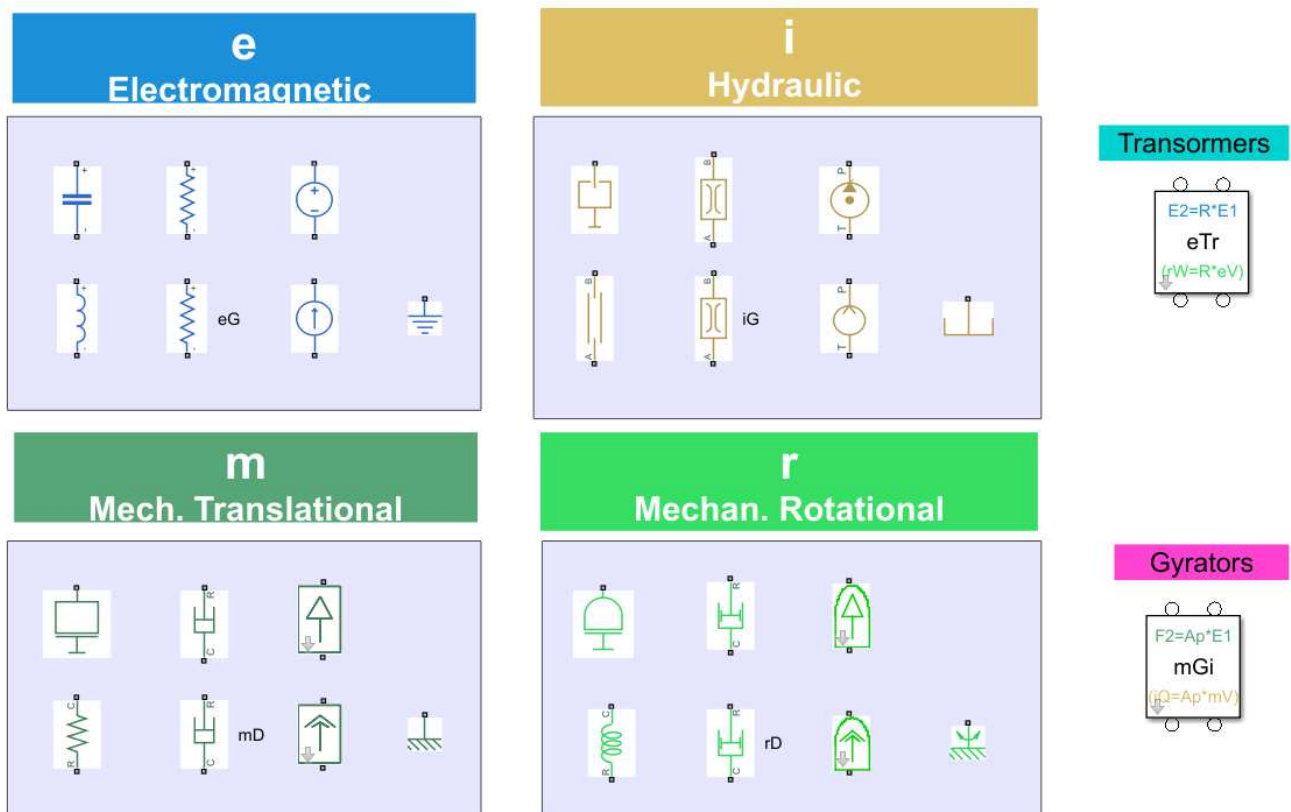 e
Electromagnetic
+
-
+
-
+
−
+
-
+
-
eG
i
Hydraulic
B
A
P
T
B
A
B
A
iG
P
T
Transormers
E2=R*E1
eTr
(rW=R*eV)
m
Mech. Translational
R
C
C
R
R
C
mD
r
Mechan. Rotational
R
C
C
R
R
C
rD
Gyrators
F2=Ap*E1
mGi
(iQ=Ap*mV)